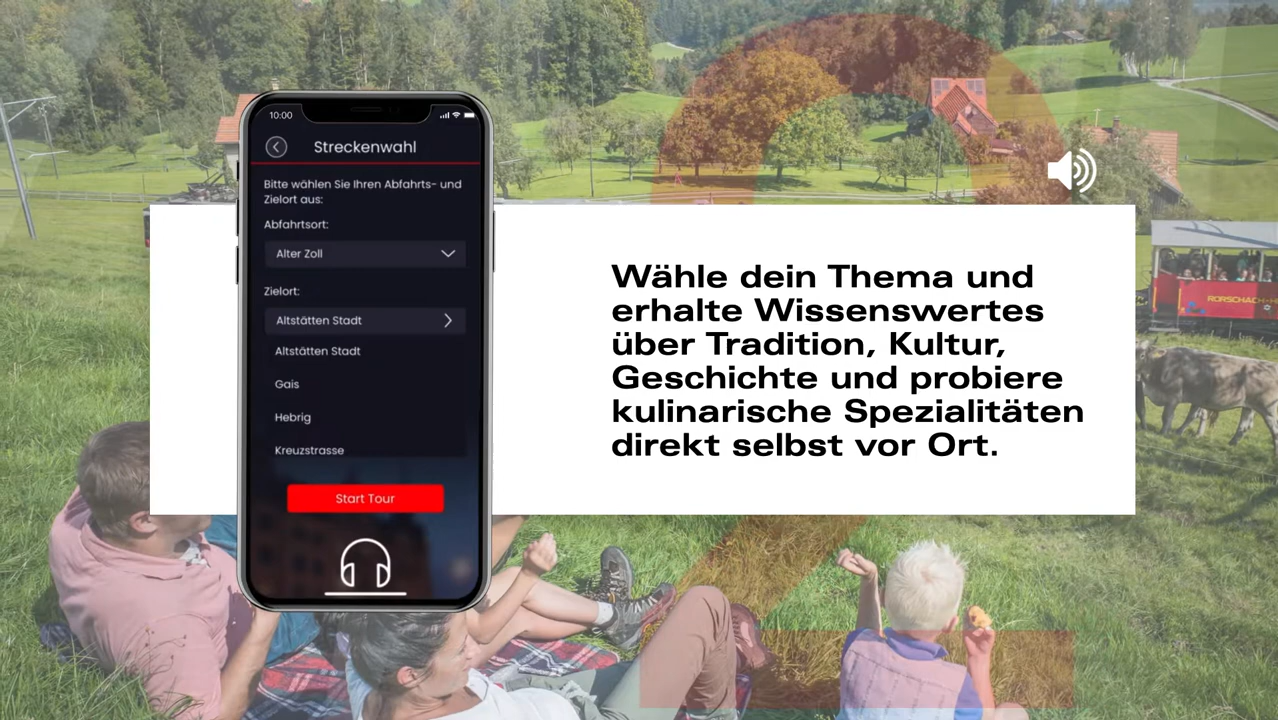 10:00
Streckenwahl
Bitte wählen Sie Ihren Abfahrts- und
Zielort aus:
Abfahrtsort:
Alter Zoll
Zielort:
Altstätten Stadt
Altstätten Stadt
Gais
Hebrig
Kreuzstrasse
Start Tour
Wähle dein Thema und
erhalte Wissenswertes
über Tradition, Kultur,
Geschichte und probiere
kulinarische Spezialitäten
direkt selbst vor Ort.
2